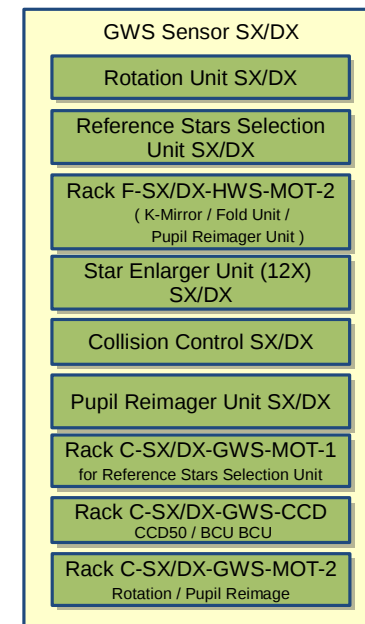 GWS Sensor SX/DX
Rotation Unit SX/DX
Reference Stars Selection
Unit SX/DX
Rack F-SX/DX-HWS-MOT-2
( K-Mirror / Fold Unit /
Pupil Reimager Unit )
Star Enlarger Unit (12X)
SX/DX
Collision Control SX/DX
Pupil Reimager Unit SX/DX
Rack C-SX/DX-GWS-MOT-1
for Reference Stars Selection Unit
Rack C-SX/DX-GWS-CCD
CCD50 / BCU BCU
Rack C-SX/DX-GWS-MOT-2
Rotation / Pupil Reimage